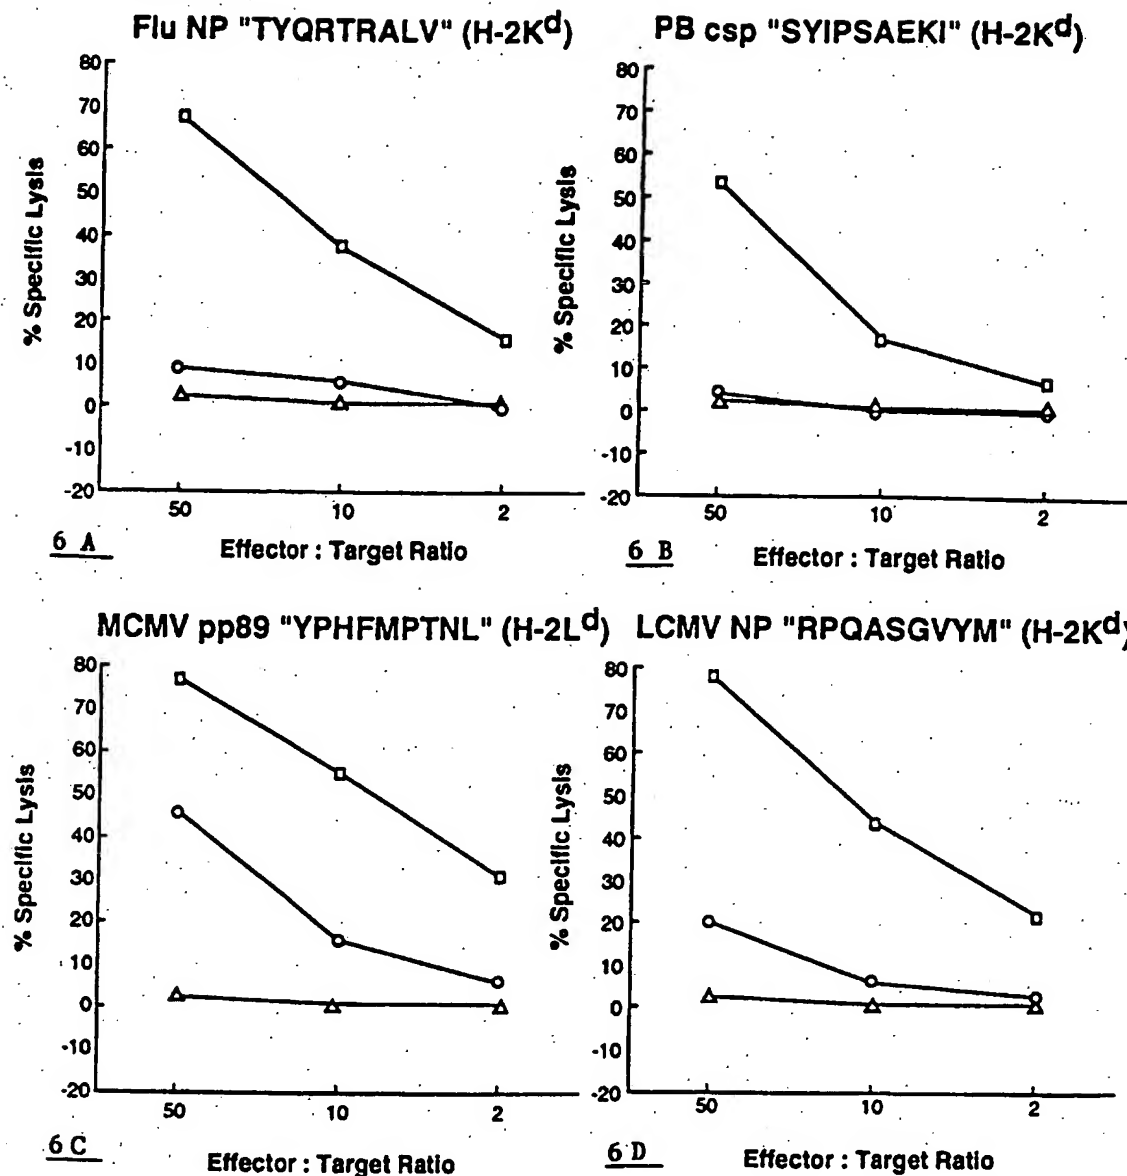 Flu NP "TYQRTRALV" (H-2Kd)
80
70
60
50
40
30
20
10
0
-10
-20
% Specific Lysis
50 10 2
6 A
Effector : Target Ratio
PB csp "SYIPSAEKI" (H-2Kd)
80
70
60
50
40
30
20
10
0
-10
-20
% Specific Lysis
50 10 2
6 B
Effector : Target Ratio
MCMV pp89 "YPHFMPTNL" (H-2Ld)
80
70
60
50
40
30
20
10
0
-10
-20
% Specific Lysis
50 10 2
6 C
Effector : Target Ratio
LCMV NP "RPQASGVYM" (H-2Kd)
80
70
60
50
40
30
20
10
0
-10
-20
% Specific Lysis
50 10 2
6 D
Effector : Target Ratio